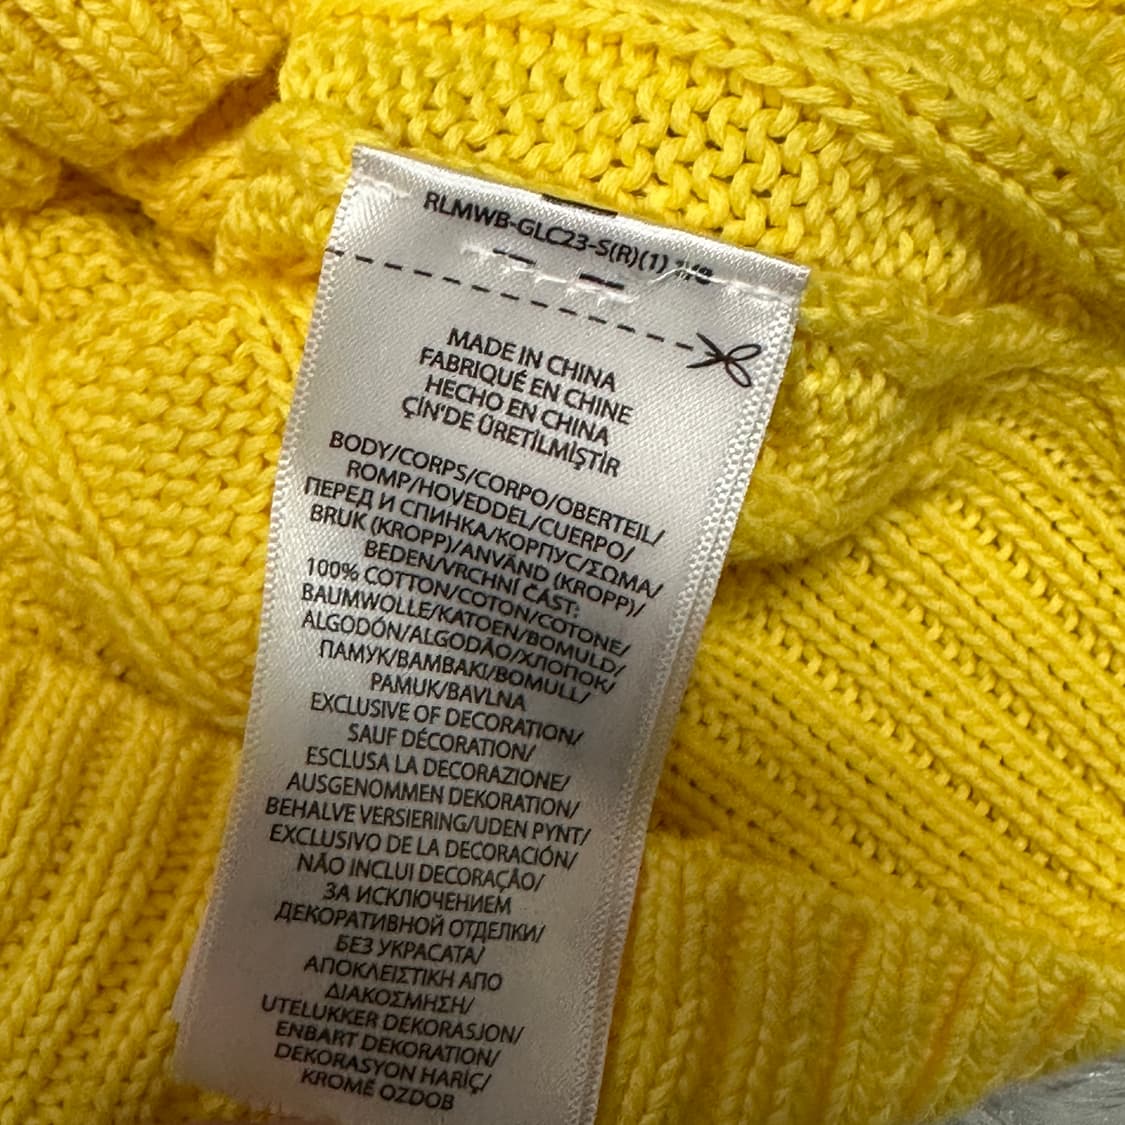 RLMWB-GLC23-S(R)(1) 1/8
MADE IN CHINA
FABRIQUÉ EN CHINE
HECHO EN CHINA
ÇİN'DE ÜRETİLMİŞTİR
BODY/CORPS/CORPO/OBERTEIL/
ROMP/HOVEDDEL/CUERPO/
ПЕРЕД И СПИНКА/КОРПУС/ΣΩΜΑ/
BRUK (KROPP)/ANVÄND (KROPP)/
BEDEN/VRCHNÍ ČÁST:
100% COTTON/COTON/COTONE/
BAUMWOLLE/KATOEN/BOMULD/
ALGODÓN/ALGODÃO/ХЛОПОК/
ПАМУК/ΒΑΜΒΑΚΙ/BOMULL/
PAMUK/BAVLNA
EXCLUSIVE OF DECORATION/
SAUF DÉCORATION/
ESCLUSA LA DECORAZIONE/
AUSGENOMMEN DEKORATION/
BEHALVE VERSIERING/UDEN PYNT/
EXCLUSIVO DE LA DECORACIÓN/
NÃO INCLUI DECORAÇÃO/
ЗА ИСКЛЮЧЕНИЕМ
ДЕКОРАТИВНОЙ ОТДЕЛКИ/
БЕЗ УКРАСАТА/
ΑΠΟΚΛΕΙΣΤΙΚΗ ΑΠΟ
ΔΙΑΚΟΣΜΗΣΗ/
UTELUKKER DEKORASJON/
ENBART DEKORATION/
DEKORASYON HARİÇ/
KROMĚ OZDOB